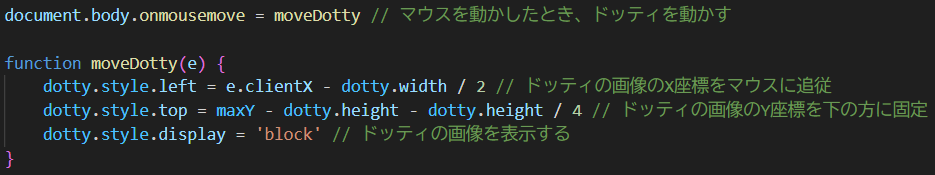 document.body.onmousemove = moveDotty // マウスを動かしたとき、ドッティを動かす
function moveDotty(e) {
dotty.style.left = e.clientX - dotty.width / 2 // ドッティの画像のX座標をマウスに追従
dotty.style.top = maxY - dotty.height - dotty.height / 4 // ドッティの画像のY座標を下の方に固定
dotty.style.display = 'block' // ドッティの画像を表示する
}